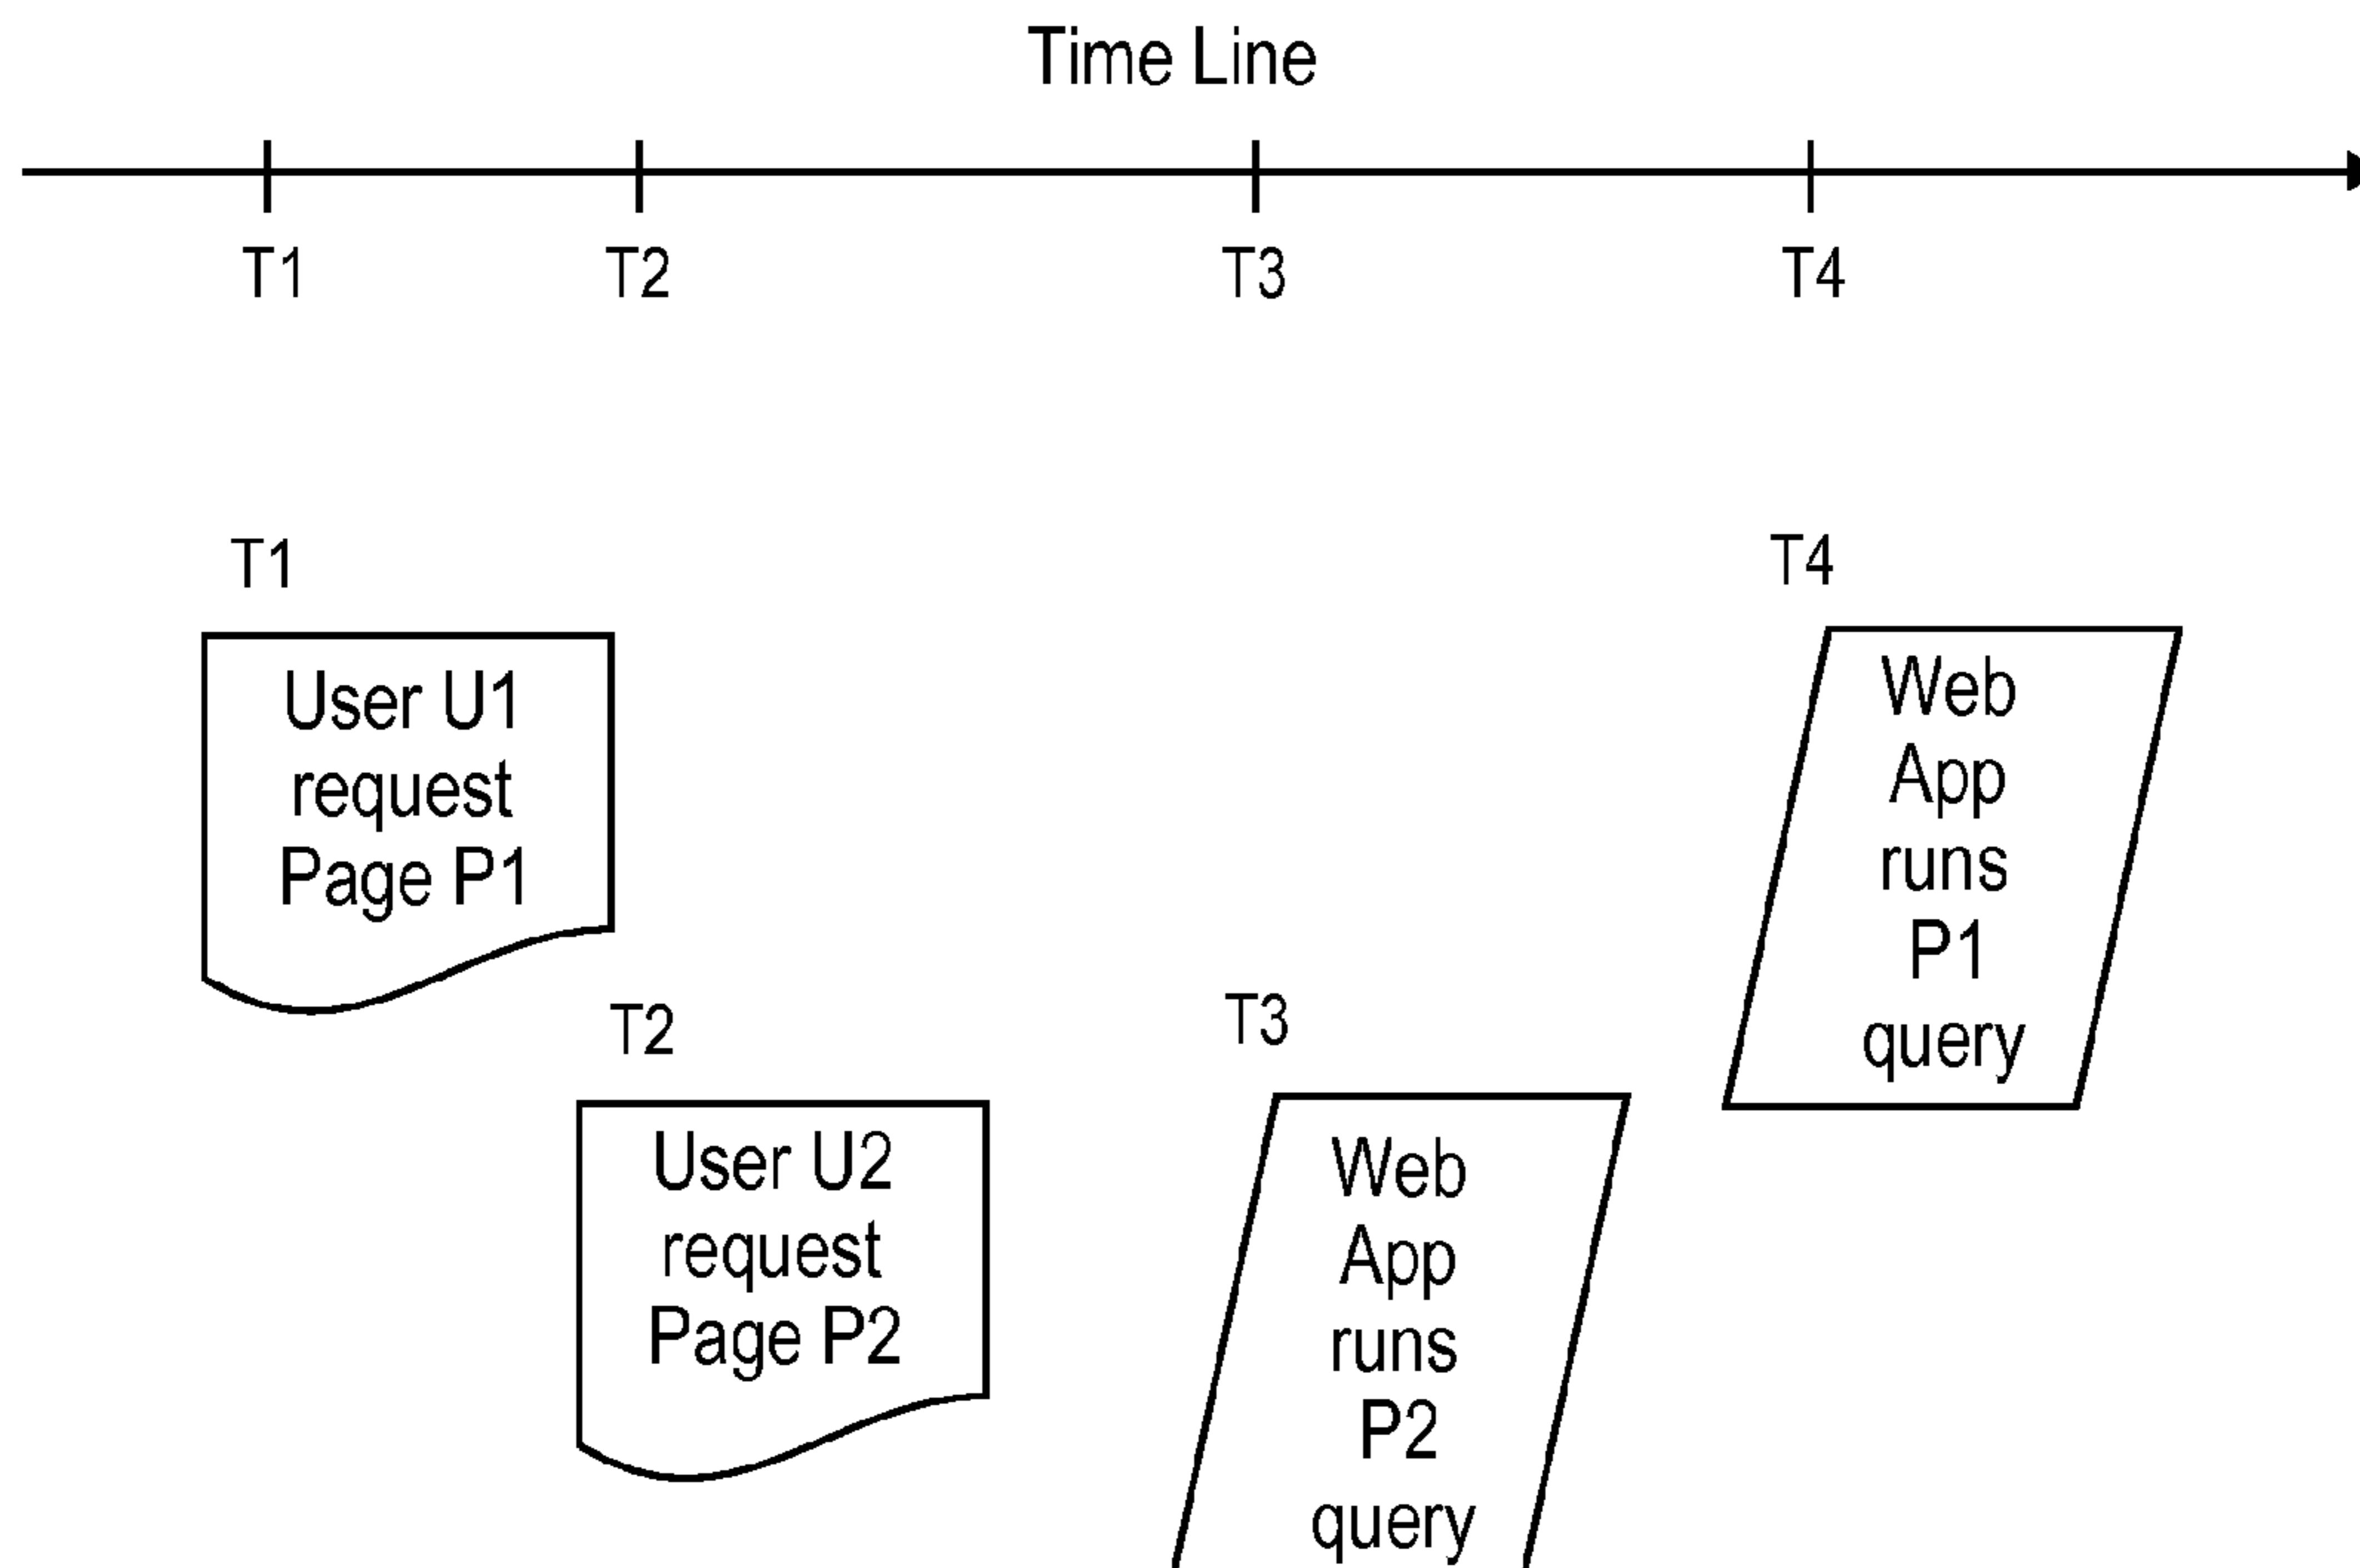 Time Line
T1
T2
T3
T4
T1
User U1
request
Page P1
T2
User U2
request
Page P2
T3
Web
App
runs
P2
query
T4
Web
App
runs
P1
query